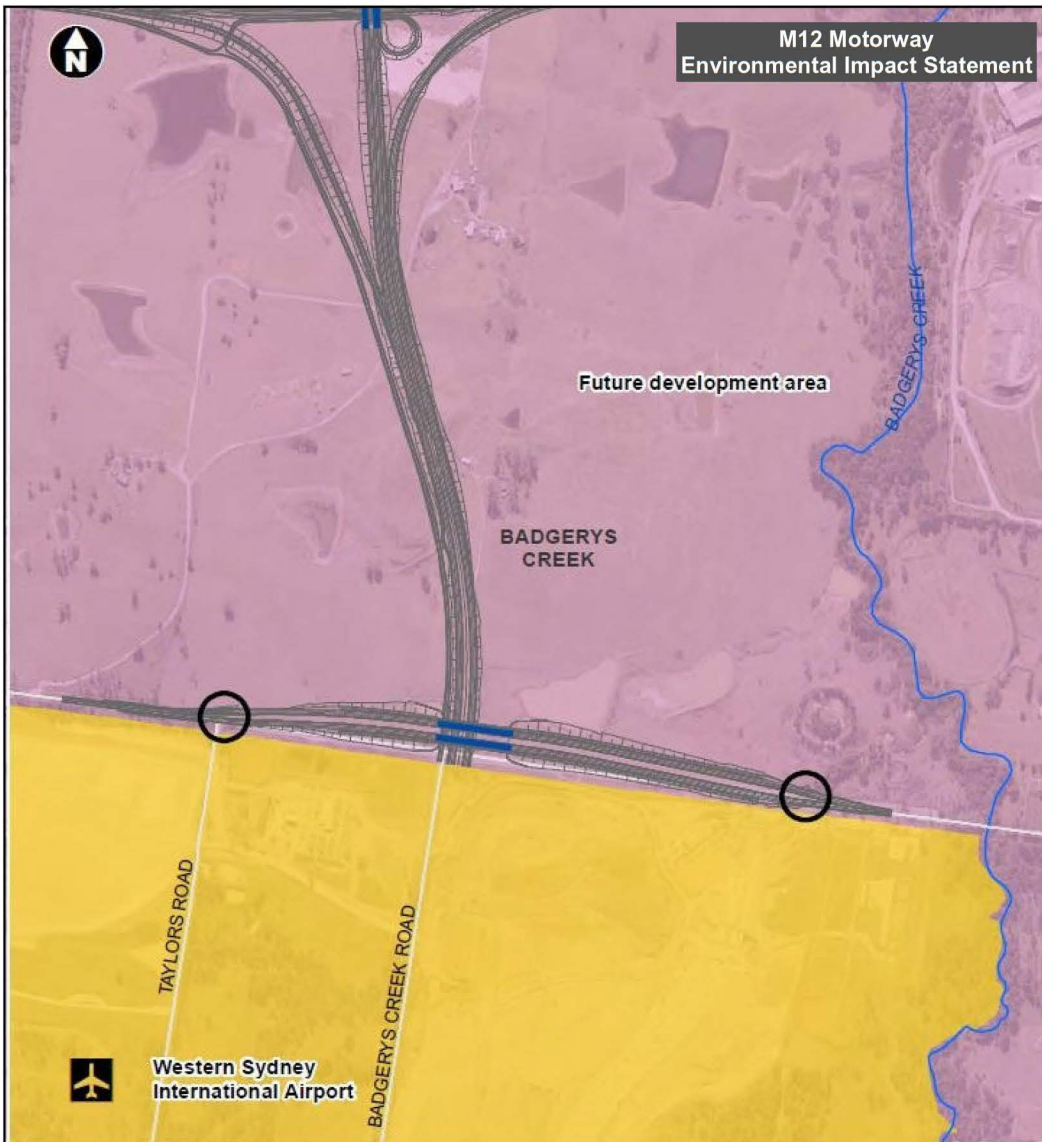 N
M12 Motorway
Environmental Impact Statement
BADGERYS CREEK
Future development area
BADGERYS
CREEK
TAYLORS ROAD
BADGERYS CREEK ROAD
Western Sydney
International Airport